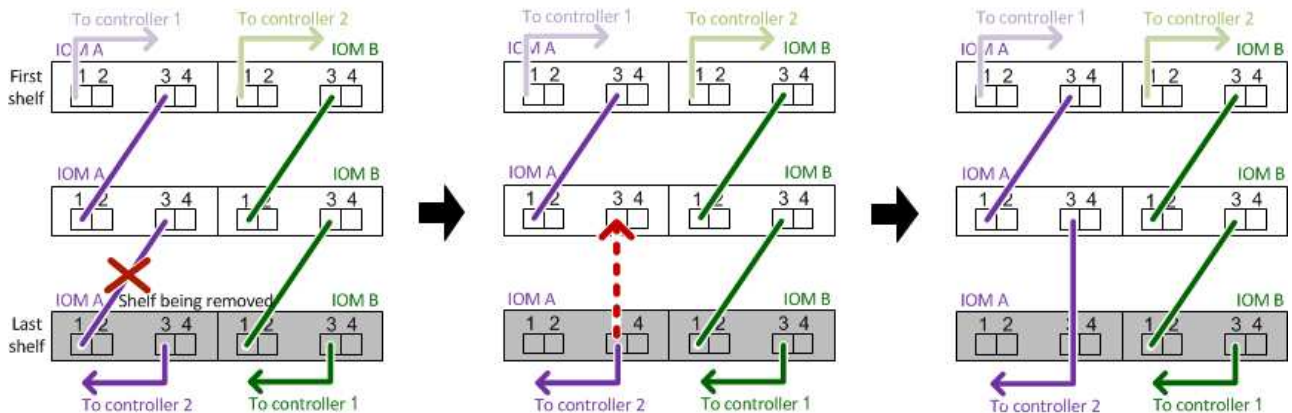 To controller 1 To controller 2 To controller 1 To controller 2 To controller 1 To controller 2
IOM A IOM B IOM A IOM B IOM A IOM B
First shelf 1 2 3 4 1 2 3 4 1 2 3 4 1 2 3 4 1 2 3 4 1 2 3 4
IOM A IOM B IOM A IOM B IOM A IOM B
1 2 3 4 1 2 3 4 1 2 3 4 1 2 3 4 1 2 3 4 1 2 3 4
IOM A Shelf being removed IOM B IOM A IOM B IOM A IOM B
Last shelf 1 2 3 4 1 2 3 4 1 2 4 1 2 3 4 1 2 3 4 1 2 3 4
To controller 2 To controller 1 To controller 2 To controller 1 To controller 2 To controller 1